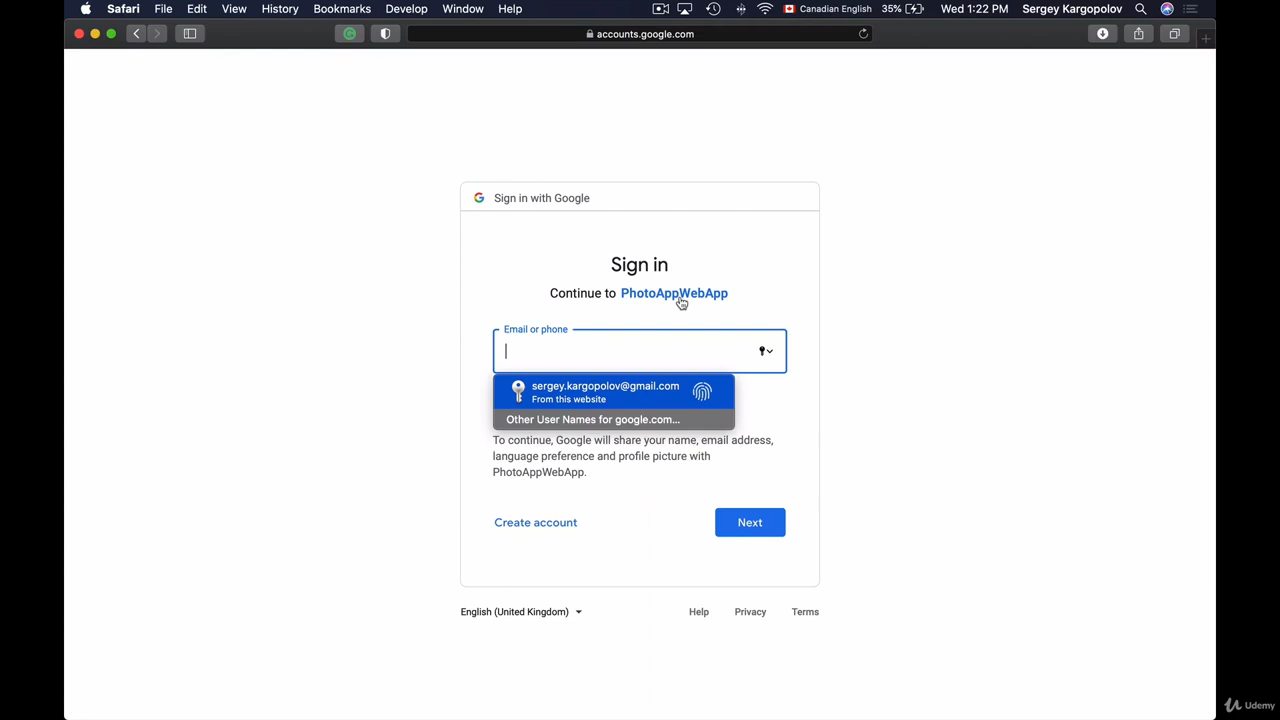 Safari File Edit View History Bookmarks Develop Window Help Canadian English 35% Wed 1:22 PM Sergey Kargopolov
accounts.google.com
Sign in with Google
Sign in
Continue to PhotoAppWebApp
Email or phone
sergey.kargopolov@gmail.com
From this website
Other User Names for google.com...
To continue, Google will share your name, email address,
language preference and profile picture with
PhotoAppWebApp.
Create account Next
English (United Kingdom) Help Privacy Terms
Udemy